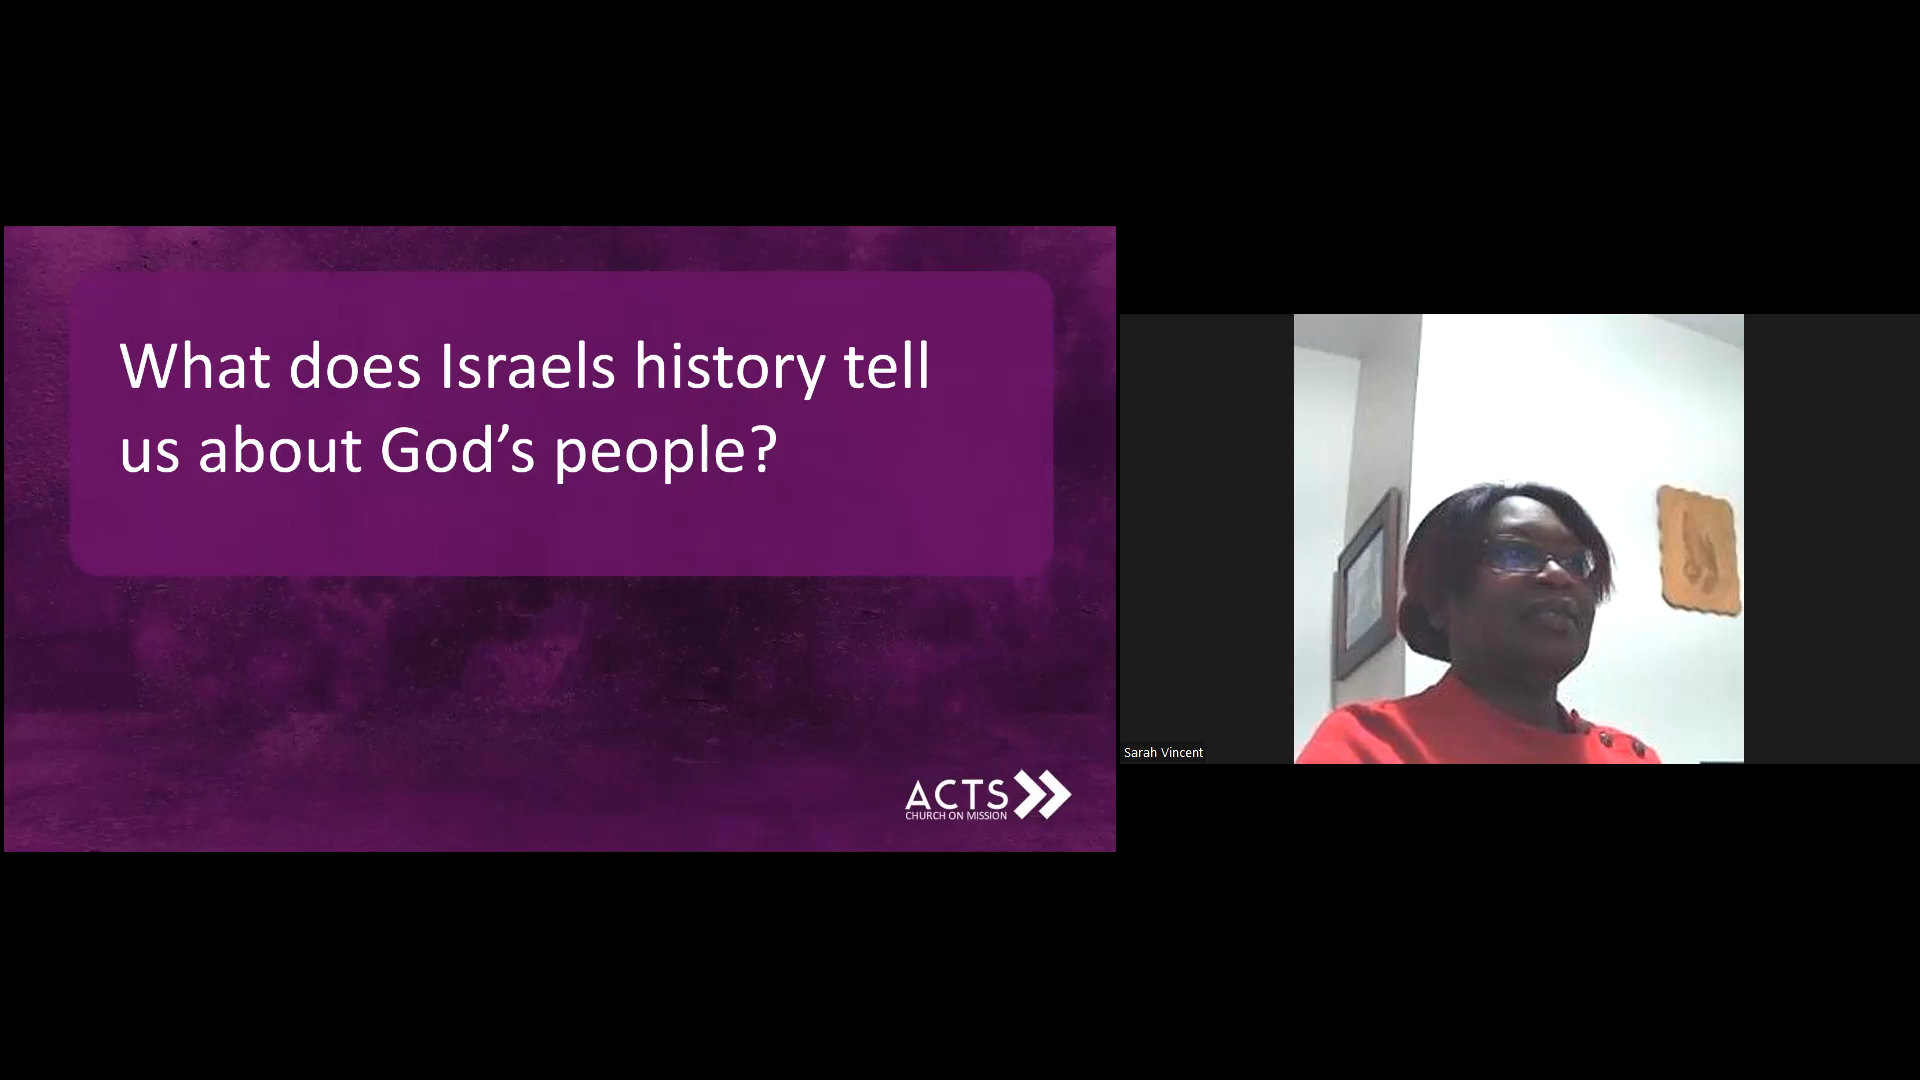 What does Israels history tell
us about God’s people?
ACTS
CHURCH ON MISSION
Sarah Vincent